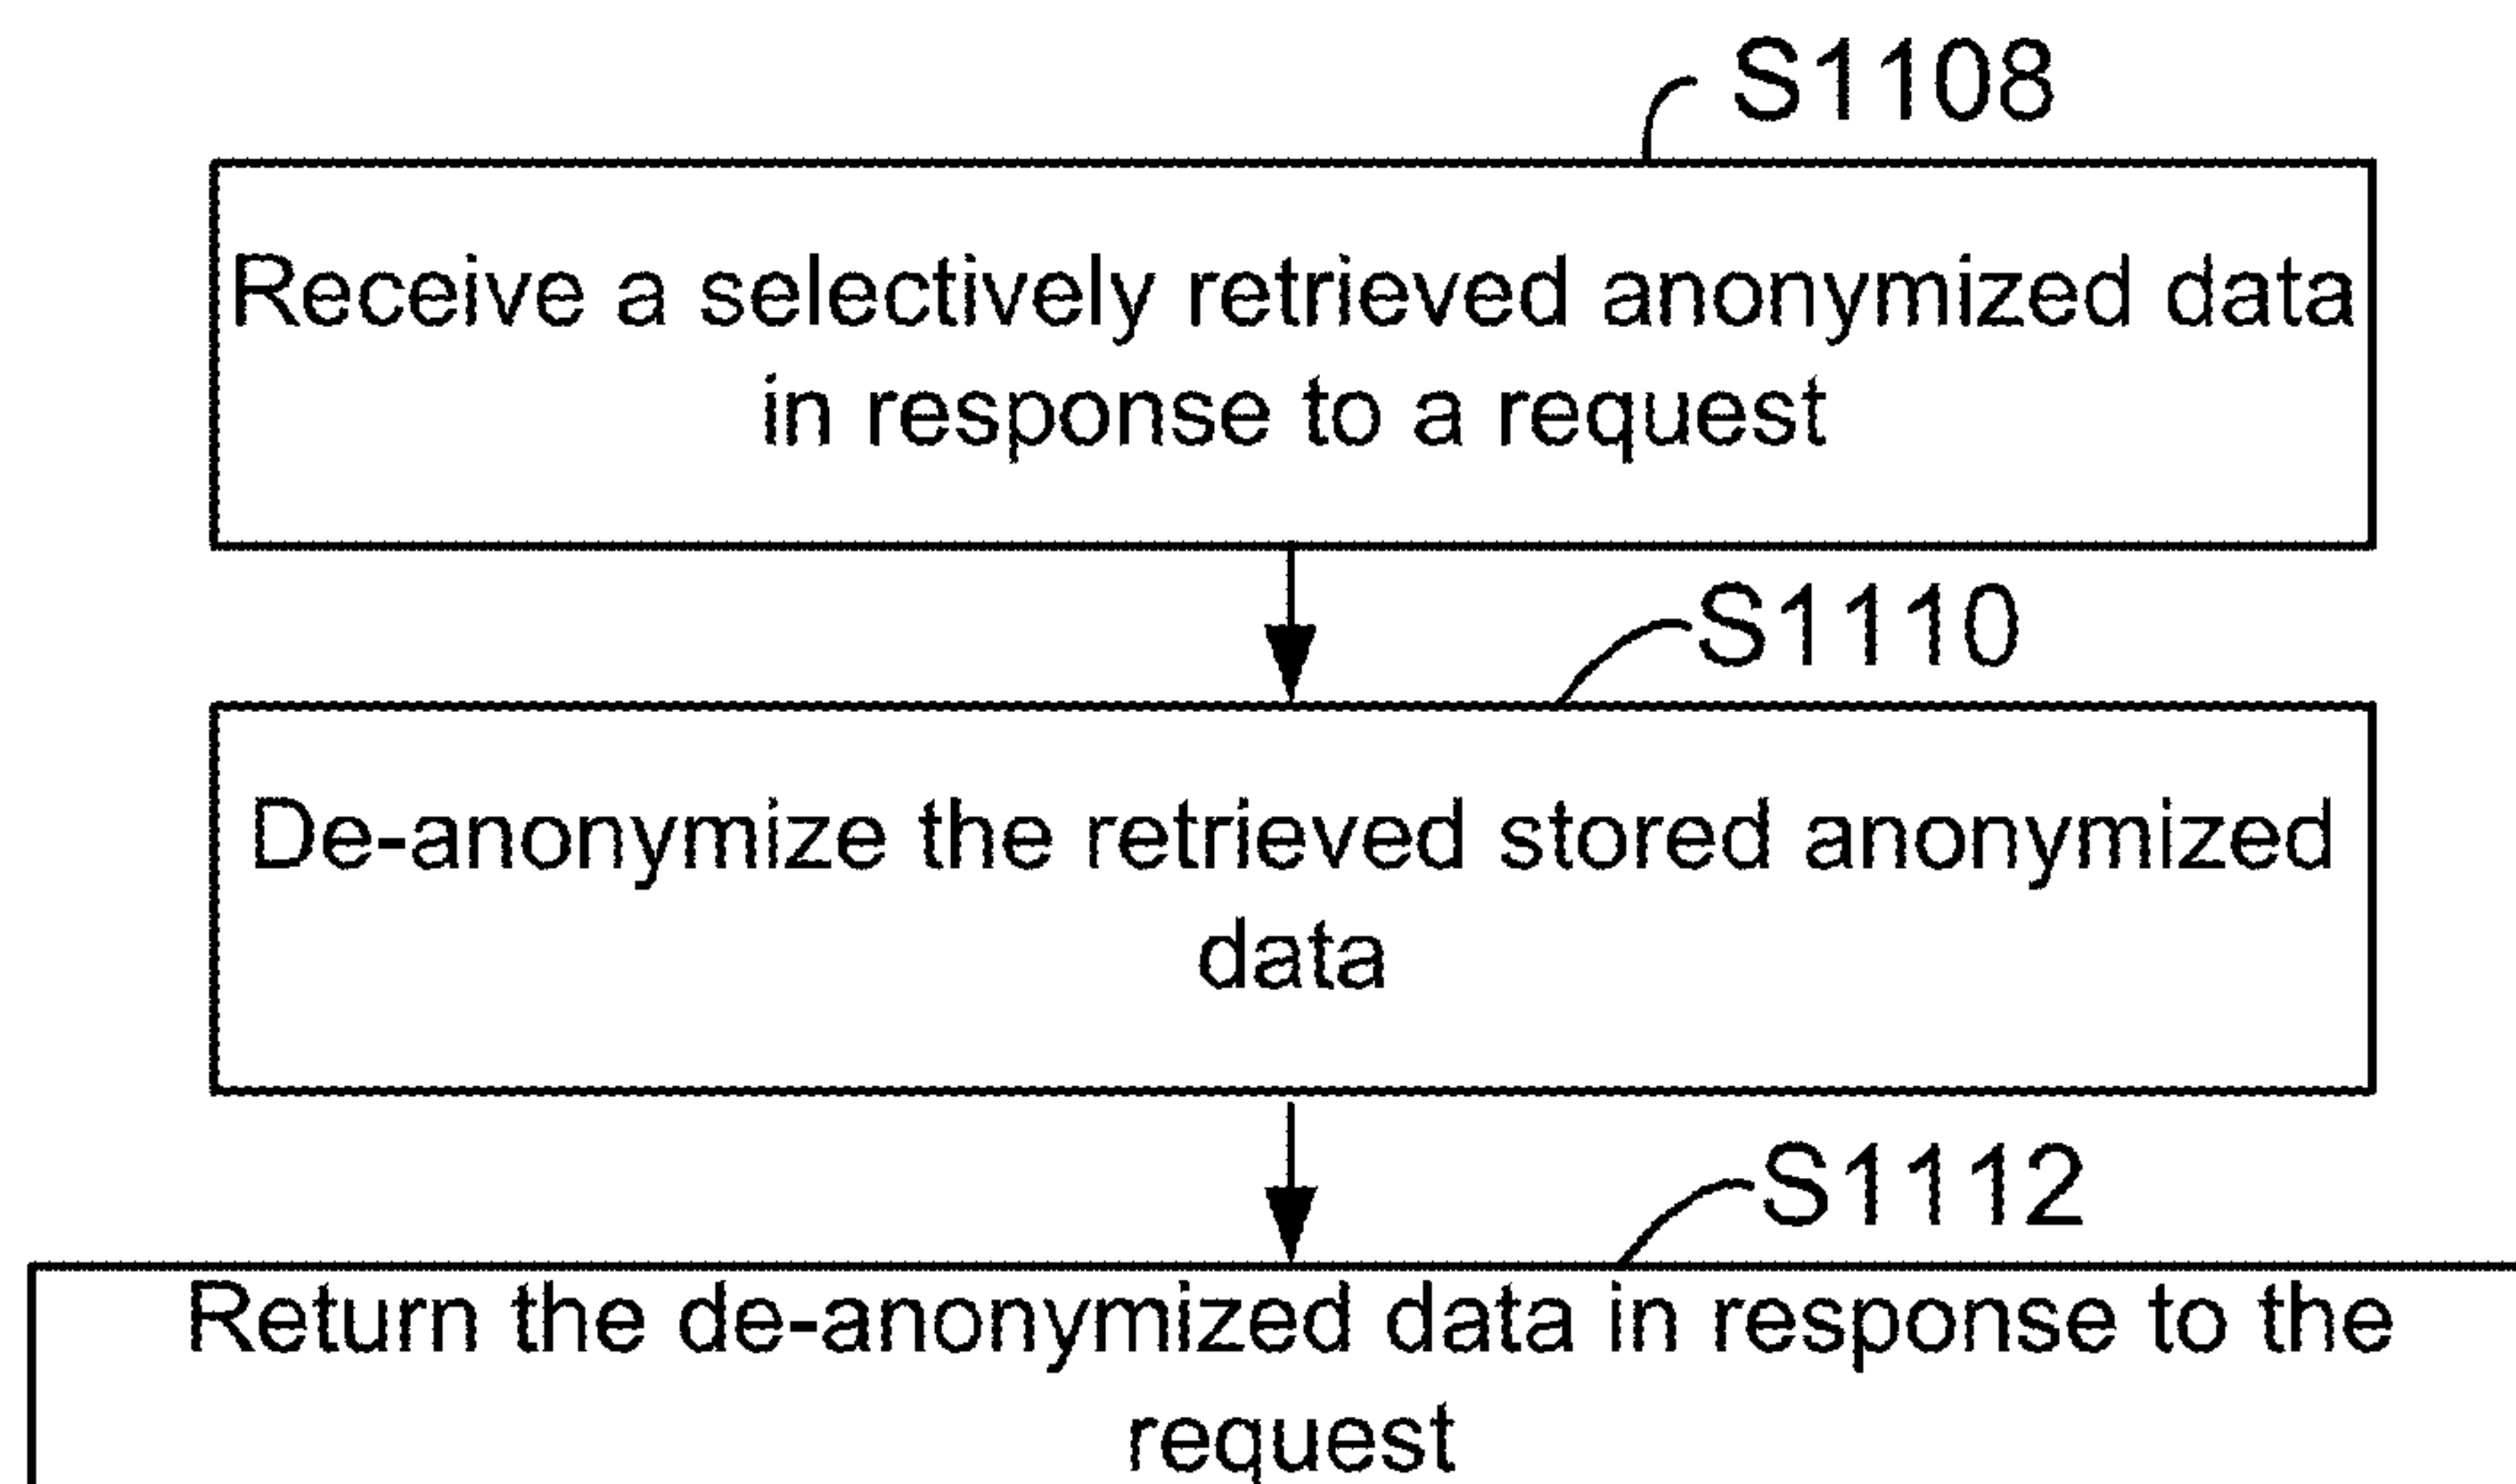 S1108
Receive a selectively retrieved anonymized data
in response to a request
S1110
De-anonymize the retrieved stored anonymized
data
S1112
Return the de-anonymized data in response to the
request